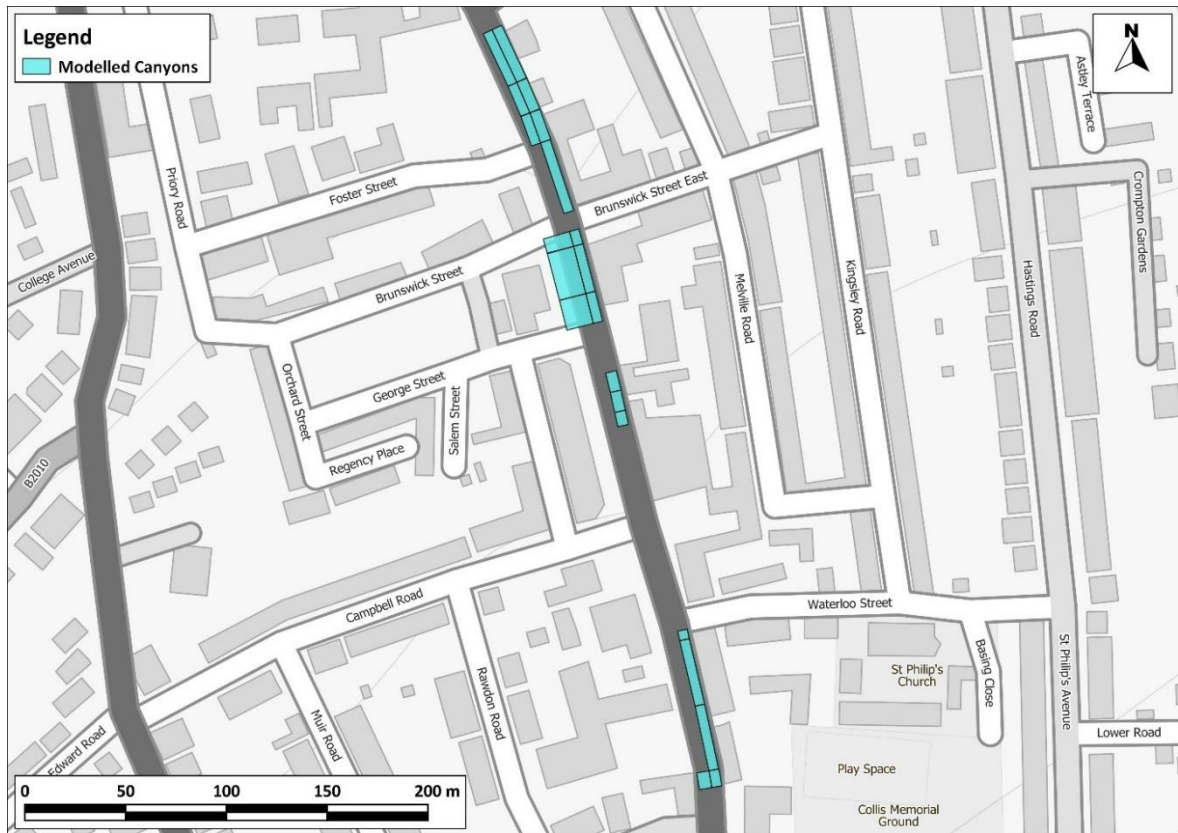 Legend
Modelled Canyons
N
Astley Terrace
Priory Road
Foster Street
Brunswick Street East
Crompton Gardens
College Avenue
Brunswick Street
Melville Road
Kingsley Road
Hastings Road
Orchard Street
George Street
Salem Street
Regency Place
B2010
Campbell Road
Waterloo Street
Rawdon Road
Muir Road
Edward Road
St Philip's
Church
Basing Close
St Philip's Avenue
Lower Road
Play Space
Collis Memorial
Ground
0 50 100 150 200 m